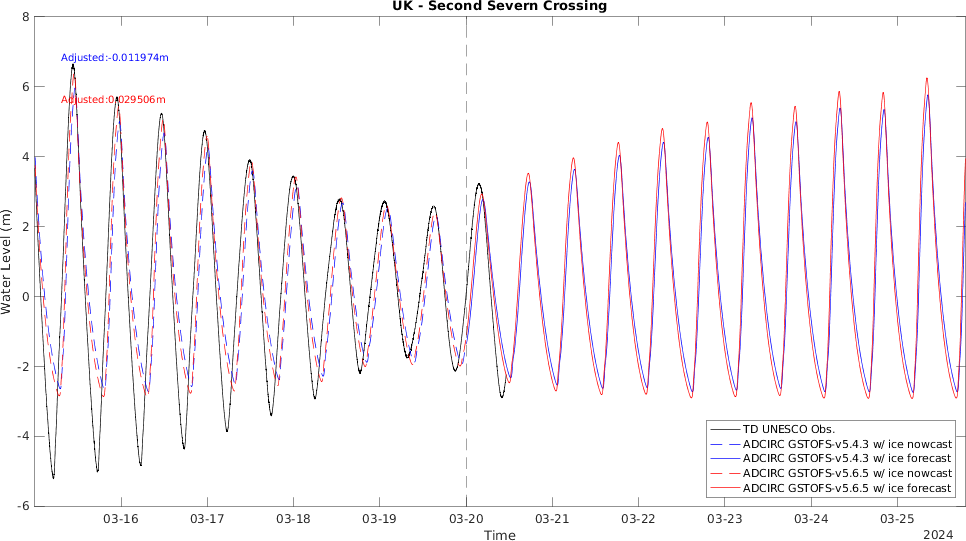 UK - Second Severn Crossing
8
6
4
2
0
-2
-4
-6
Water Level (m)
Adjusted:-0.011974m
Adjusted:0.029506m
TD UNESCO Obs.
ADCIRC GSTOFS-v5.4.3 w/ ice nowcast
ADCIRC GSTOFS-v5.4.3 w/ ice forecast
ADCIRC GSTOFS-v5.6.5 w/ ice nowcast
ADCIRC GSTOFS-v5.6.5 w/ ice forecast
03-16 03-17 03-18 03-19 03-20 03-21 03-22 03-23 03-24 03-25
Time
2024